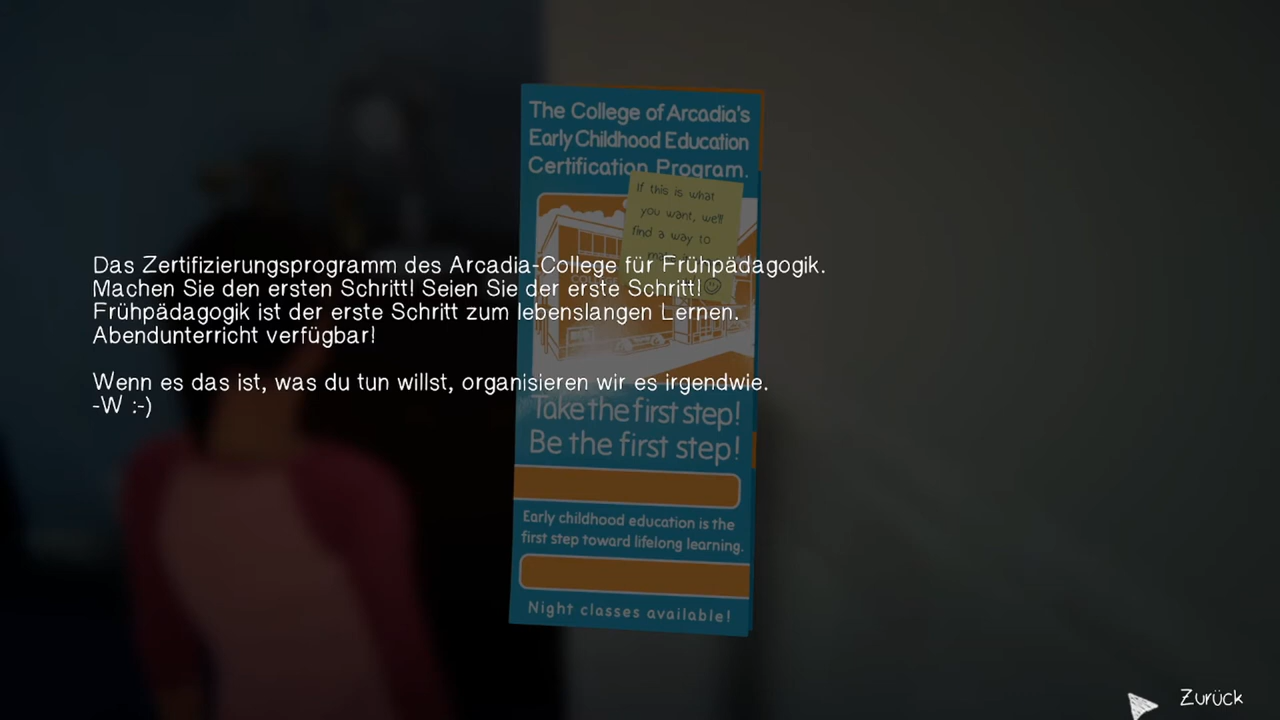 The College of Arcadia's
Early Childhood Education
Certification Program.
If this is what
you want, we'll
find a way to
Das Zertifizierungsprogramm des Arcadia-College für Frühpädagogik.
Machen Sie den ersten Schritt! Seien Sie der erste Schritt!
Frühpädagogik ist der erste Schritt zum lebenslangen Lernen.
Abendunterricht verfügbar!
Wenn es das ist, was du tun willst, organisieren wir es irgendwie.
-W :-)
Take the first step!
Be the first step!
Early childhood education is the
first step toward lifelong learning.
Night classes available!
Zurück